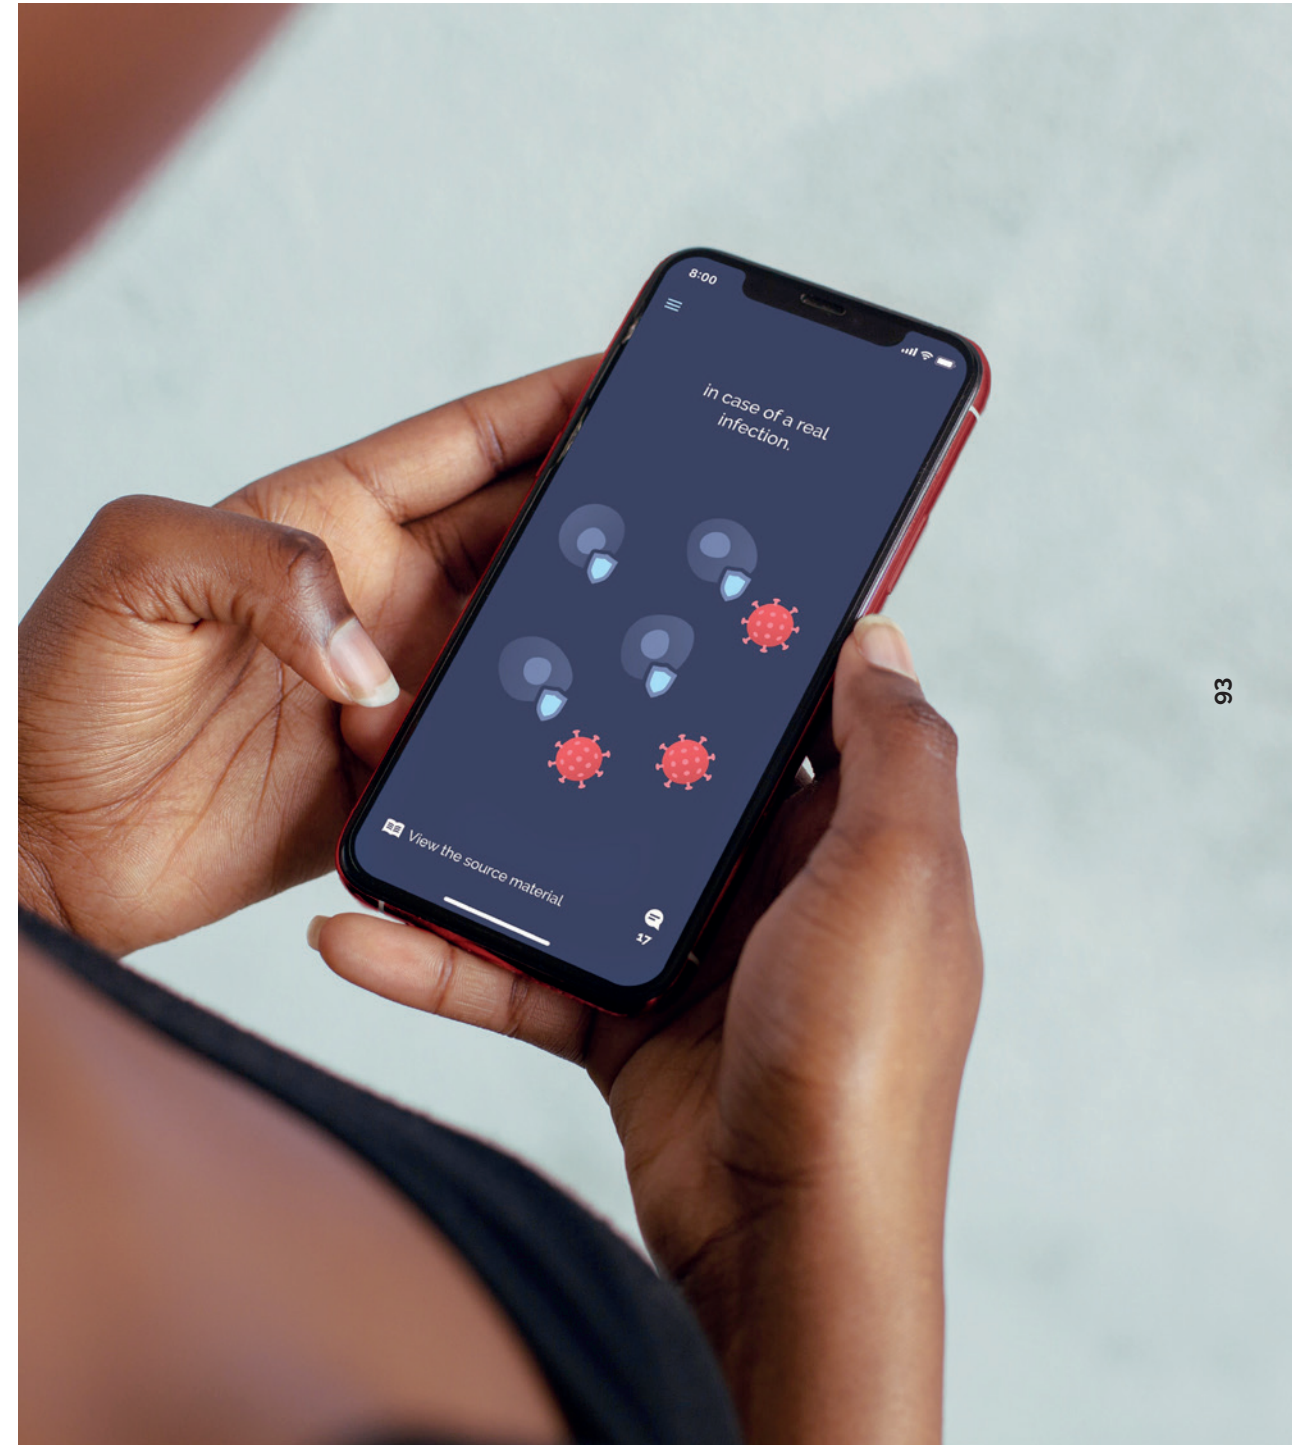 8:00
in case of a real
infection.
View the source material
17
93